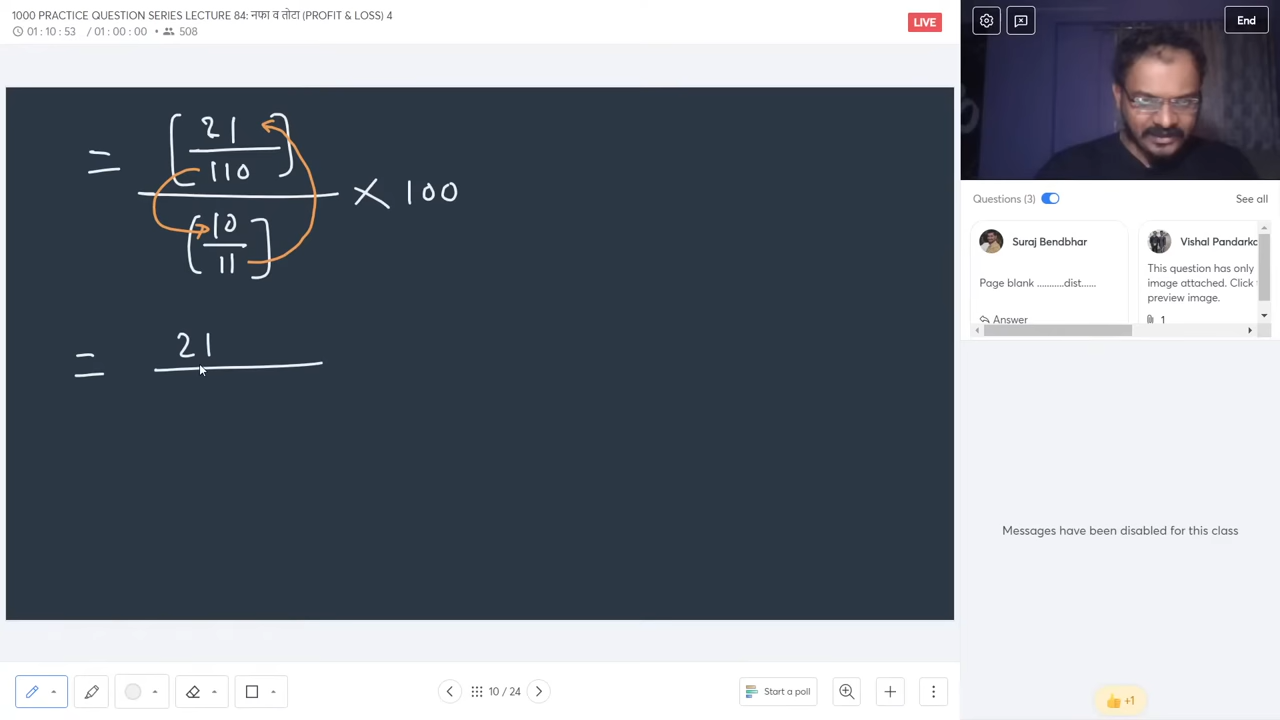 1000 PRACTICE QUESTION SERIES LECTURE 84: नफा व तोटा (PROFIT & LOSS) 4
01 : 10 : 53 / 01 : 00 : 00 • 508
LIVE
End
21
110
= × 100
10
11
= 21
Questions (3)
See all
Suraj Bendbhar
Page blank ...........dist......
Answer
Vishal Pandarka
This question has only
image attached. Click
preview image.
1
Messages have been disabled for this class
10 / 24
Start a poll
+1